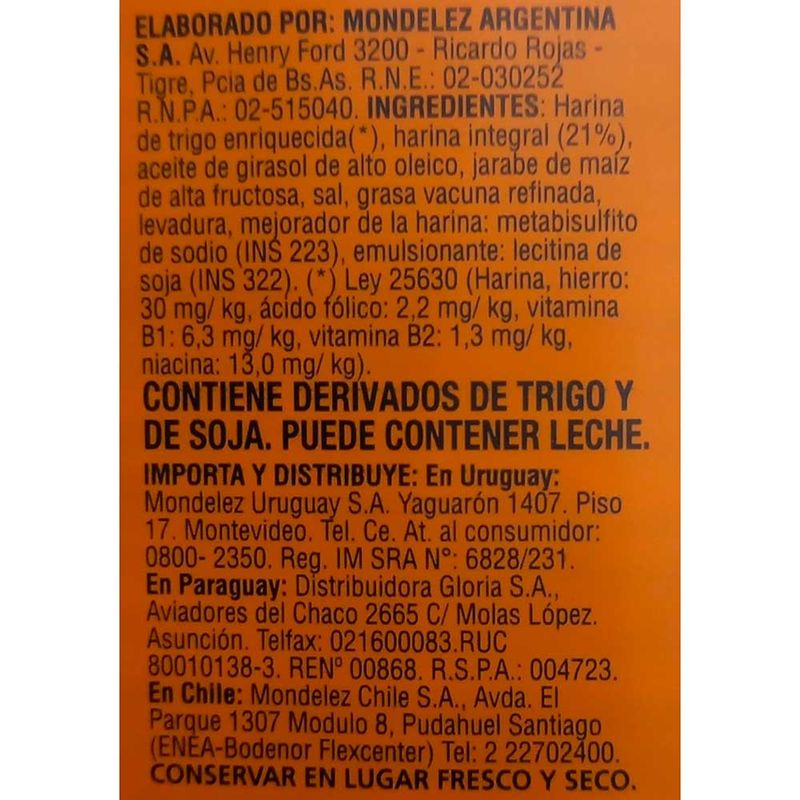 ELABORADO POR: MONDELEZ ARGENTINA
S.A. Av. Henry Ford 3200 - Ricardo Rojas -
Tigre, Pcia de Bs.As. R.N.E.: 02-030252
R.N.P.A.: 02-515040. INGREDIENTES: Harina
de trigo enriquecida(*), harina integral (21%),
aceite de girasol de alto oleico, jarabe de maíz
de alta fructosa, sal, grasa vacuna refinada,
levadura, mejorador de la harina: metabisulfito
de sodio (INS 223), emulsionante: lecitina de
soja (INS 322). (*) Ley 25630 (Harina, hierro:
30 mg/ kg, ácido fólico: 2,2 mg/ kg, vitamina
B1: 6,3 mg/ kg, vitamina B2: 1,3 mg/ kg,
niacina: 13,0 mg/ kg).
CONTIENE DERIVADOS DE TRIGO Y
DE SOJA. PUEDE CONTENER LECHE.
IMPORTA Y DISTRIBUYE: En Uruguay:
Mondelez Uruguay S.A. Yaguarón 1407. Piso
17. Montevideo. Tel. Ce. At. al consumidor:
0800- 2350. Reg. IM SRA N°: 6828/231.
En Paraguay: Distribuidora Gloria S.A.,
Aviadores del Chaco 2665 C/ Molas López.
Asunción. Telfax: 021600083.RUC
80010138-3. RENº 00868. R.S.P.A.: 004723.
En Chile: Mondelez Chile S.A., Avda. El
Parque 1307 Modulo 8, Pudahuel Santiago
(ENEA-Bodenor Flexcenter) Tel: 2 22702400.
CONSERVAR EN LUGAR FRESCO Y SECO.